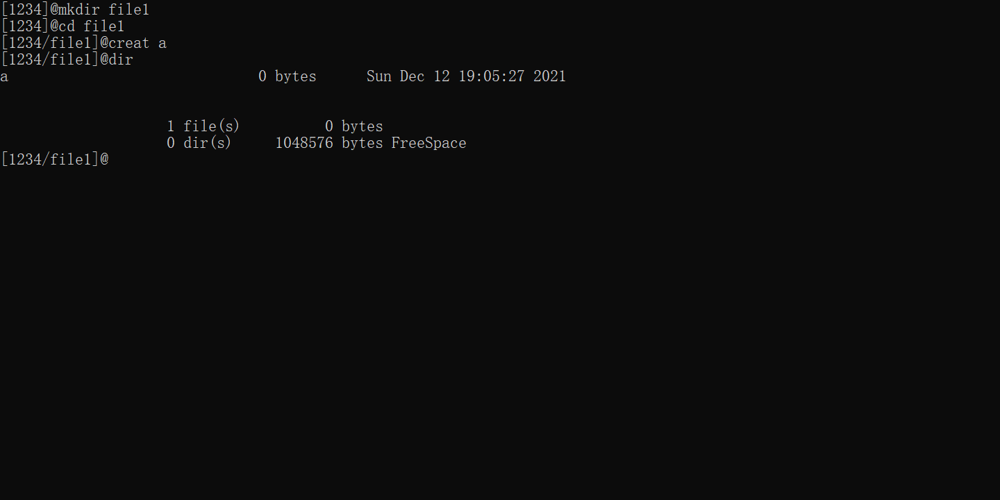 [1234]@mkdir file1
[1234]@cd file1
[1234/file1]@creat a
[1234/file1]@dir
a                              0 bytes      Sun Dec 12 19:05:27 2021
                    1 file(s)          0 bytes
                    0 dir(s)     1048576 bytes FreeSpace
[1234/file1]@